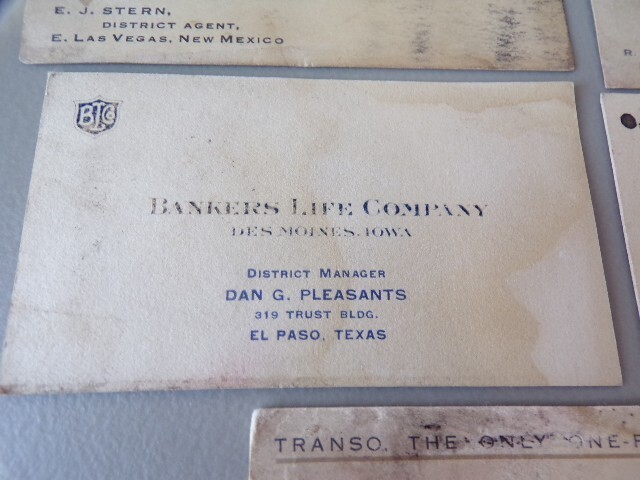 E. J. STERN,
DISTRICT AGENT,
E. LAS VEGAS, NEW MEXICO
R.
BLC
BANKERS LIFE COMPANY
DES MOINES, IOWA
DISTRICT MANAGER
DAN G. PLEASANTS
319 TRUST BLDG.
EL PASO, TEXAS
TRANSO, THE "ONLY" ONE-